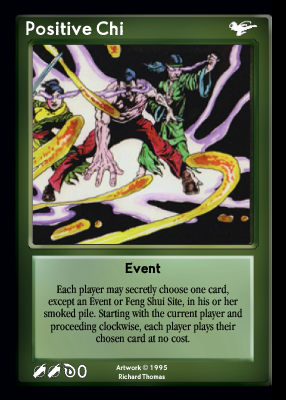 Positive Chi
Event
Each player may secretly choose one card,
except an Event or Feng Shui Site, in his or her
smoked pile. Starting with the current player and
proceeding clockwise, each player plays their
chosen card at no cost.
0
Artwork © 1995
Richard Thomas